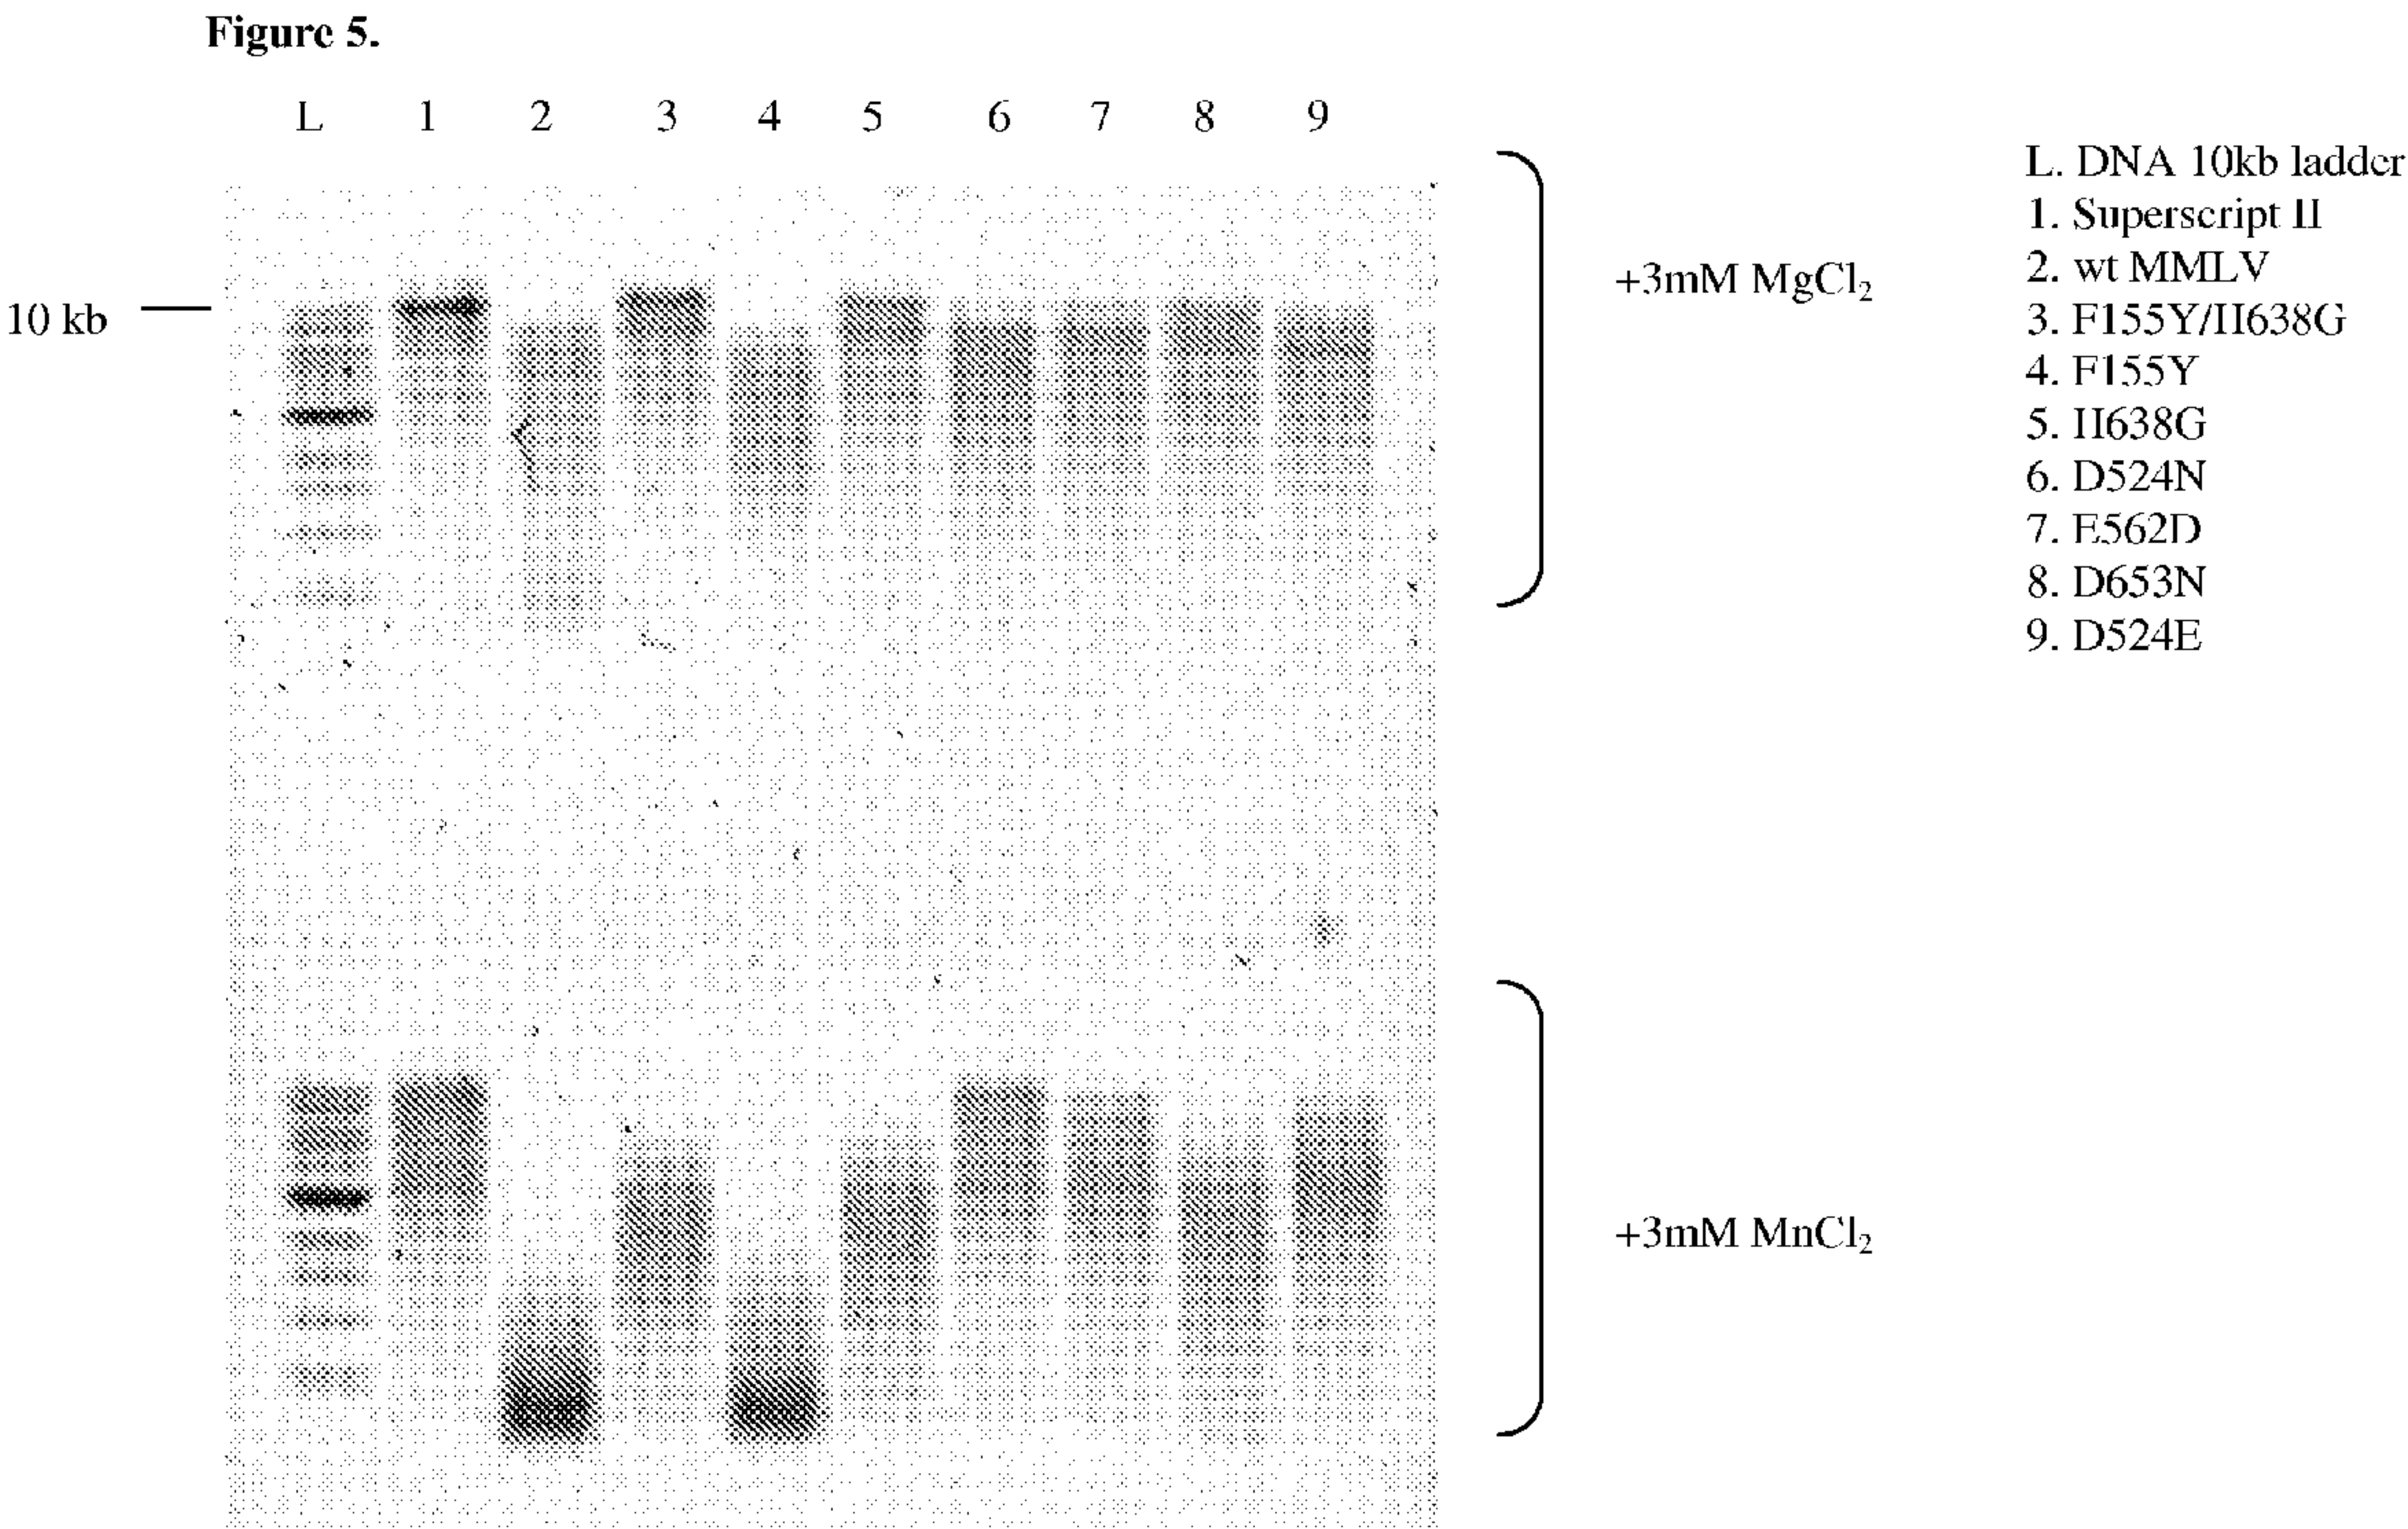 Figure 5.
L 1 2 3 4 5 6 7 8 9
10 kb
+3mM MgCl₂
+3mM MnCl₂
L. DNA 10kb ladder
1. Superscript II
2. wt MMLV
3. F155Y/H638G
4. F155Y
5. H638G
6. D524N
7. E562D
8. D653N
9. D524E